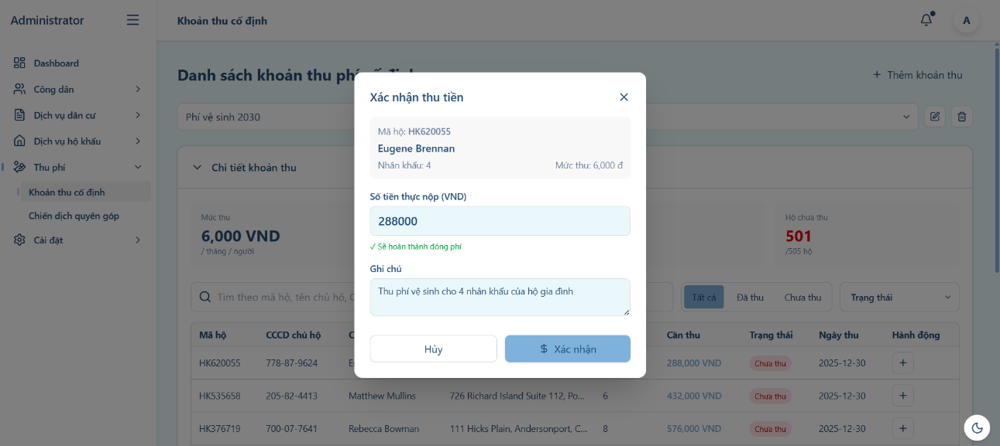 Administrator
Khoản thu cố định
A
Dashboard
Công dân
Dịch vụ dân cư
Dịch vụ hộ khẩu
Thu phí
Khoản thu cố định
Chiến dịch quyên góp
Cài đặt
Danh sách khoản thu phí cố định
+ Thêm khoản thu
Phí vệ sinh 2030
Chi tiết khoản thu
Mức thu
6,000 VND
/ tháng / người
Hộ chưa thu
501
/505 hộ
Tìm theo mã hộ, tên chủ hộ, C
Tất cả
Đã thu
Chưa thu
Trạng thái
Mã hộ CCCD chủ hộ Cần thu Trạng thái Ngày thu Hành động
HK620055 778-87-9624 288,000 VND Chưa thu 2025-12-30 +
HK535658 205-82-4413 Matthew Mullins 726 Richard Island Suite 112, Po... 6 432,000 VND Chưa thu 2025-12-30 +
HK376719 700-07-7641 Rebecca Bowman 111 Hicks Plain, Andersonport, C... 8 576,000 VND Chưa thu 2025-12-30 +
Xác nhận thu tiền
Mã hộ: HK620055
Eugene Brennan
Nhân khẩu: 4 Mức thu: 6,000 đ
Số tiền thực nộp (VND)
288000
✓ Sẽ hoàn thành đóng phí
Ghi chú
Thu phí vệ sinh cho 4 nhân khẩu của hộ gia đình
Hủy
$ Xác nhận